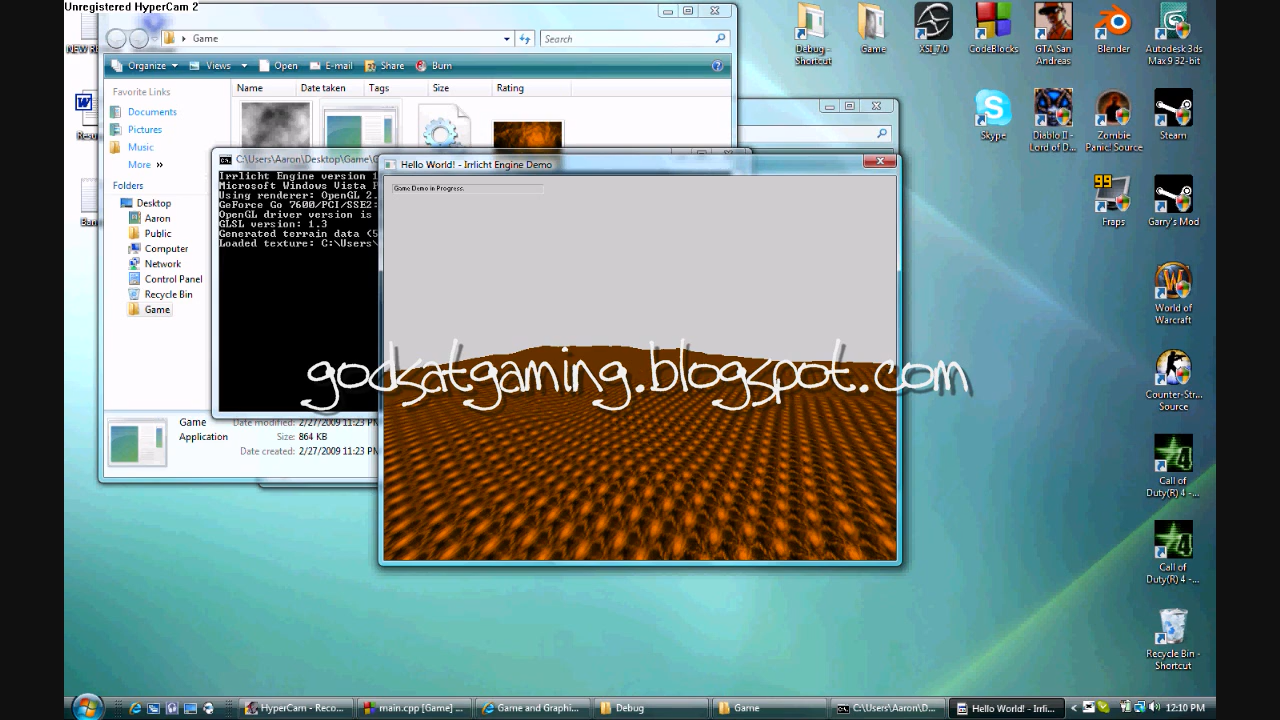 Unregistered HyperCam 2
Game
Search
Organize Views Open E-mail Share Burn
Favorite Links
Documents
Pictures
Music
More »
Folders
Desktop
Aaron
Public
Computer
Network
Control Panel
Recycle Bin
Game
Name Date taken Tags Size Rating
C:\Users\Aaron\Desktop\Game\
Irrlicht Engine version 1
Microsoft Windows Vista
Using renderer: OpenGL 2.
GeForce Go 7600/PCI/SSE2
OpenGL driver version is
GLSL version: 1.3
Generated terrain data (5
Loaded texture: C:\Users\
Hello World! - Irrlicht Engine Demo
Game Demo in Progress.
godsatgaming.blogspot.com
Game
Application
Date modified: 2/27/2009 11:23 PM
Size: 864 KB
Date created: 2/27/2009 11:23 PM
Debug - Shortcut
Game
XSI_7.0
CodeBlocks
GTA San Andreas
Blender
Autodesk 3ds Max 9 32-bit
Skype
Diablo II - Lord of D...
Zombie Panic! Source
Steam
99
Fraps
Garry's Mod
World of Warcraft
Counter-Str... Source
Call of Duty(R) 4 -...
Call of Duty(R) 4 -...
Recycle Bin - Shortcut
HyperCam - Reco...
main.cpp [Game] ...
Game and Graphi...
Debug
Game
C:\Users\Aaron\D...
Hello World! - Irrli...
12:10 PM